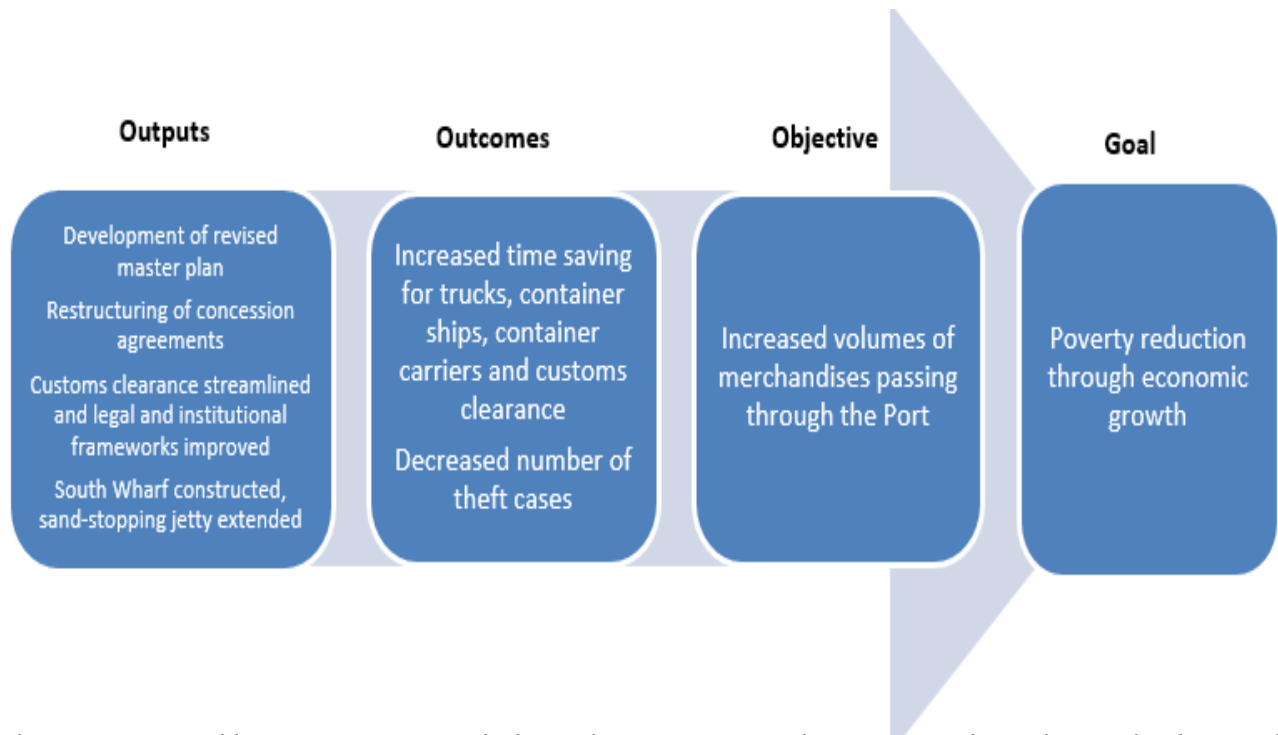 Outputs
Outcomes
Objective
Goal
Development of revised
master plan
Restructuring of concession
agreements
Customs clearance streamlined
and legal and institutional
frameworks improved
South Wharf constructed,
sand-stopping jetty extended
Increased time saving
for trucks, container
ships, container
carriers and customs
clearance
Decreased number of
theft cases
Increased volumes of
merchandises passing
through the Port
Poverty reduction
through economic
growth